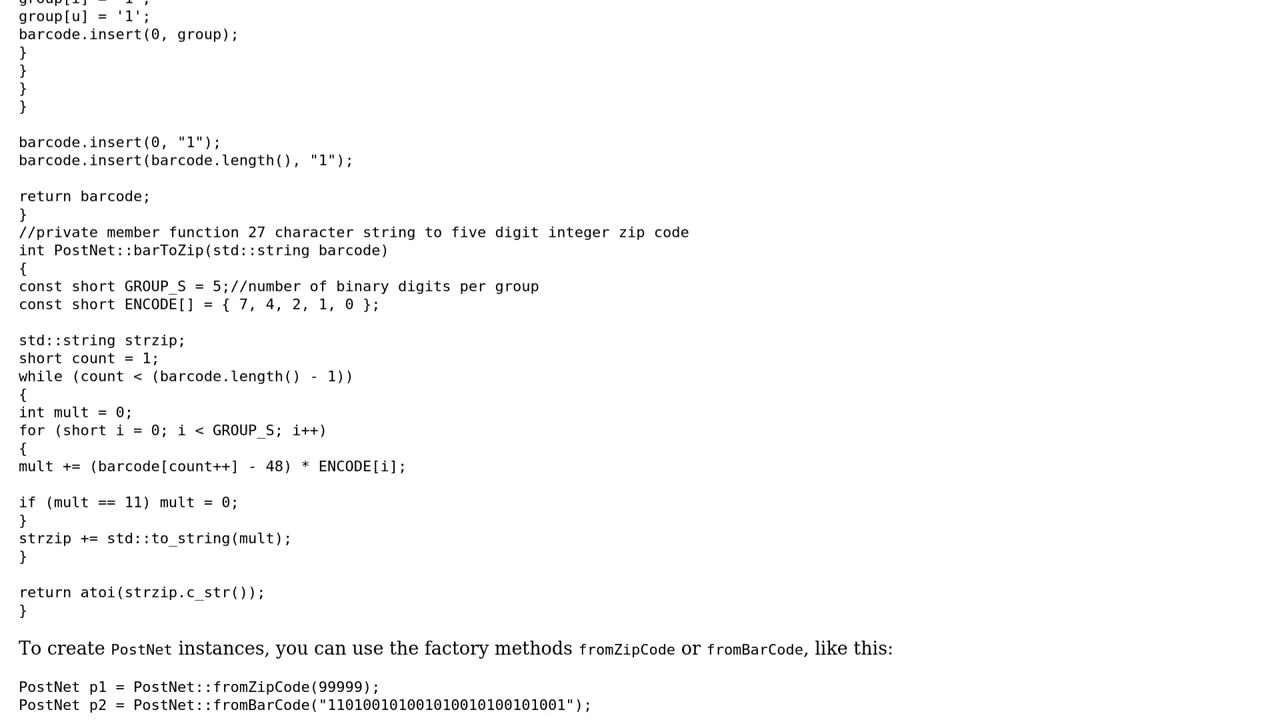 group[u] = '1';
barcode.insert(0, group);
}
}
}
}
barcode.insert(0, "1");
barcode.insert(barcode.length(), "1");
return barcode;
}
//private member function 27 character string to five digit integer zip code
int PostNet::barToZip(std::string barcode)
{
const short GROUP_S = 5;//number of binary digits per group
const short ENCODE[] = { 7, 4, 2, 1, 0 };
std::string strzip;
short count = 1;
while (count < (barcode.length() - 1))
{
int mult = 0;
for (short i = 0; i < GROUP_S; i++)
{
mult += (barcode[count++] - 48) * ENCODE[i];
if (mult == 11) mult = 0;
}
strzip += std::to_string(mult);
}
return atoi(strzip.c_str());
}
To create PostNet instances, you can use the factory methods fromZipCode or fromBarCode, like this:
PostNet p1 = PostNet::fromZipCode(99999);
PostNet p2 = PostNet::fromBarCode("110100101001010010100101001");